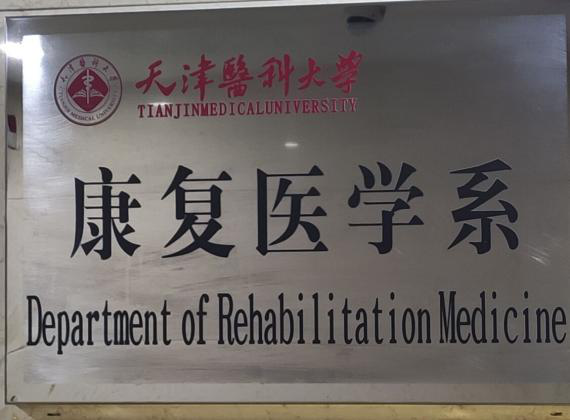 天津醫科大學
TIANJINMEDICALUNIVERSITY
康复医学系
Department of Rehabilitation Medicine